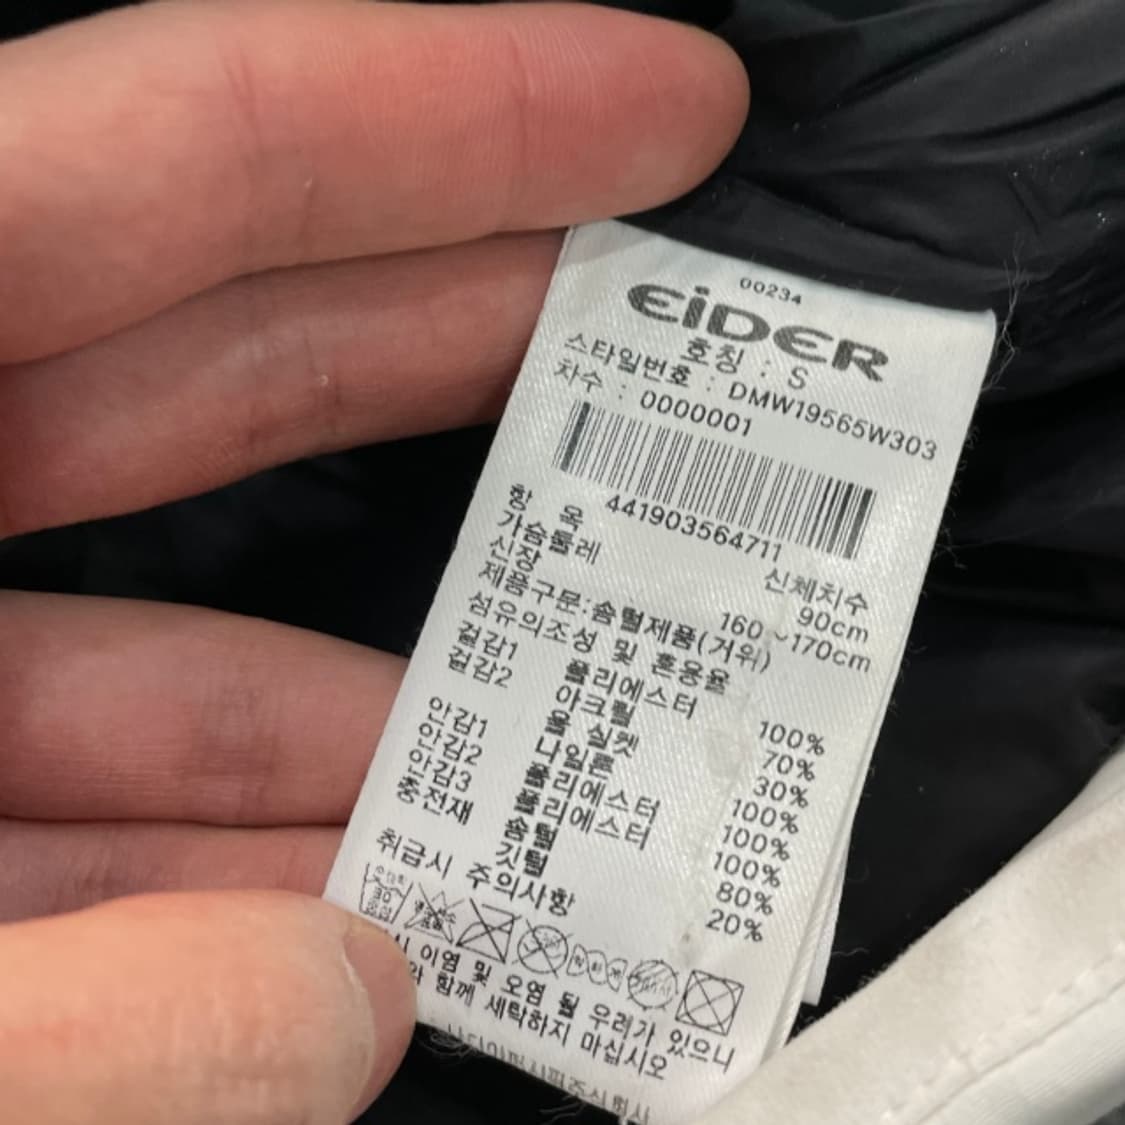 00234
EiDER
호칭 : S
스타일번호 : DMW19565W303
차수 : 0000001
441903564711
항 목 신체치수
가슴둘레 90cm
신장 160 ~170cm
제품구분:솜털제품(거위)
섬유의조성 및 혼용율
겉감1 폴리에스터 100%
겉감2 아크릴 70%
울 실켓 30%
안감1 나일론 100%
안감2 폴리에스터 100%
안감3 폴리에스터 100%
충전재 솜털 80%
깃털 20%
취급시 주의사항
30
이염 및 오염 될 우려가 있으니
함께 세탁하지 마십시오